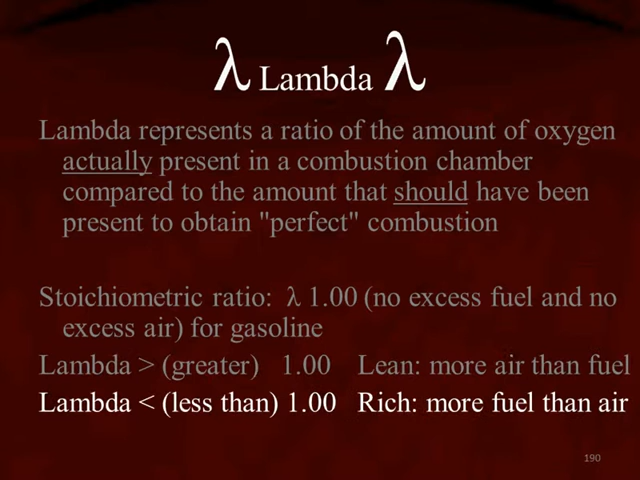 λ Lambda λ
Lambda represents a ratio of the amount of oxygen
actually present in a combustion chamber
compared to the amount that should have been
present to obtain "perfect" combustion
Stoichiometric ratio:  λ 1.00 (no excess fuel and no
excess air) for gasoline
Lambda > (greater)   1.00    Lean: more air than fuel
Lambda < (less than) 1.00   Rich: more fuel than air
190